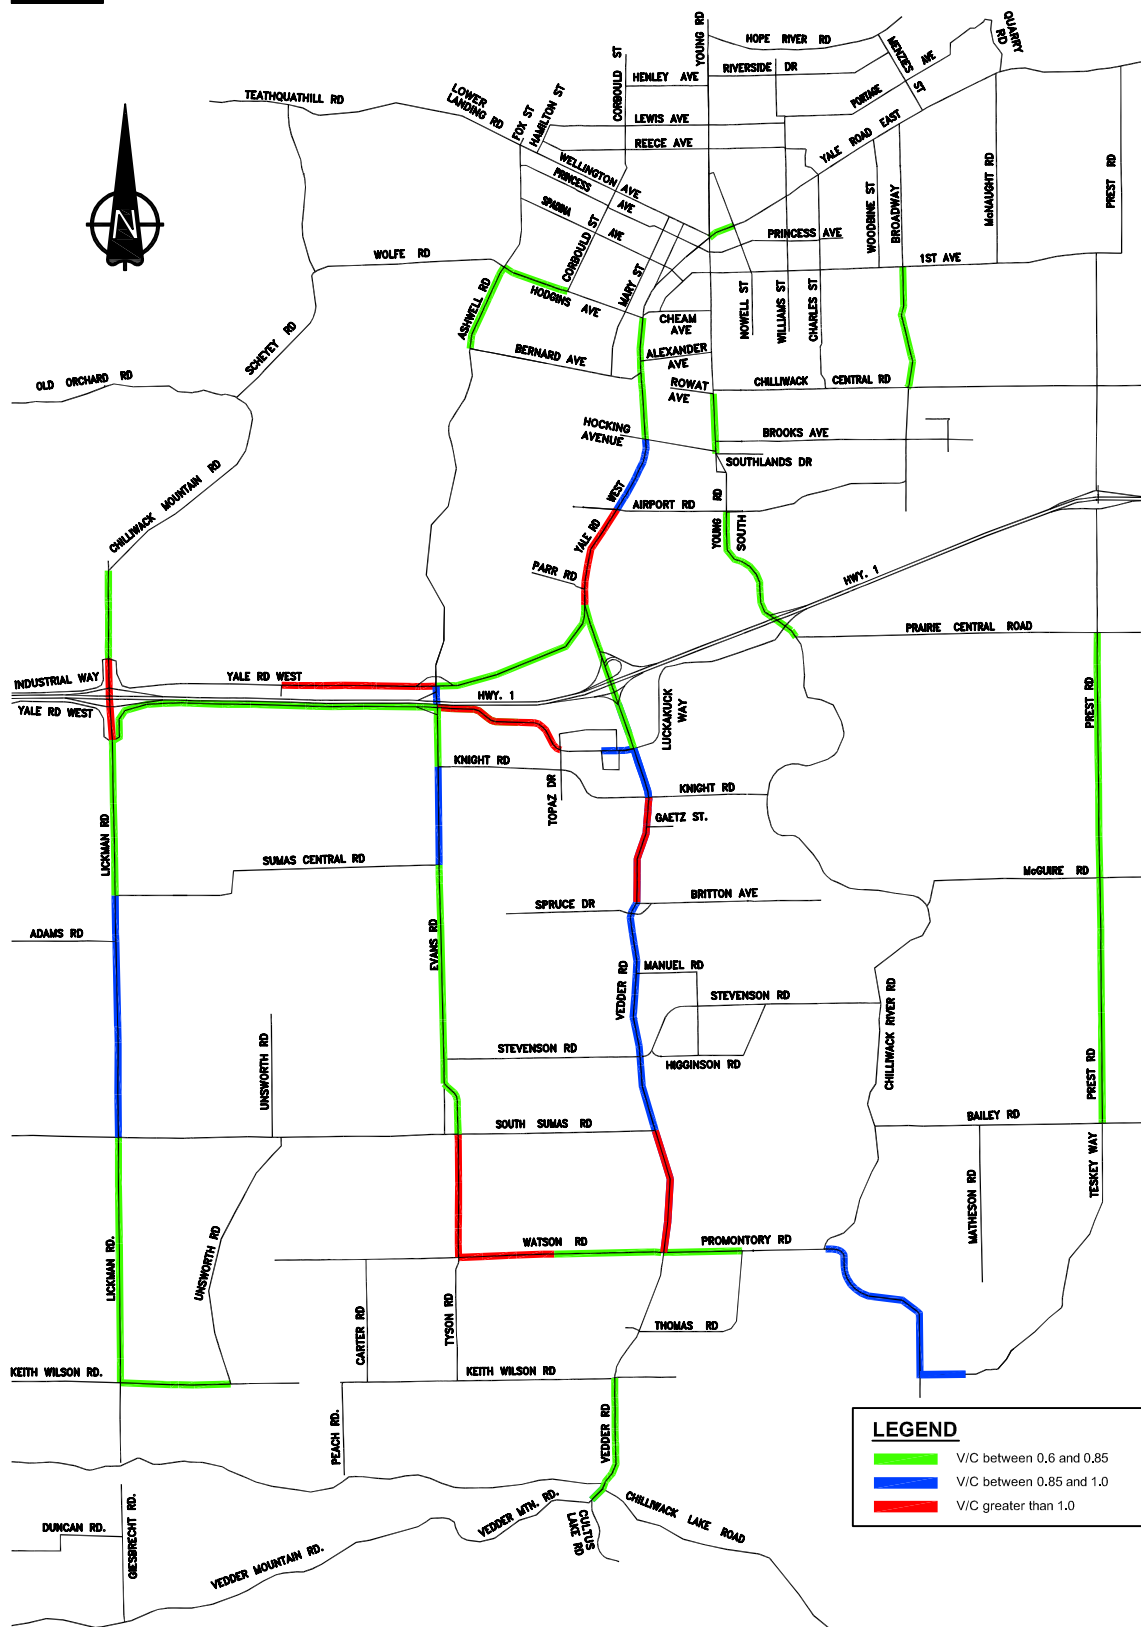 QUARRY RD
YOUNG RD
HOPE RIVER RD
MENZIES ST
CORBOULD ST
HENLEY AVE
RIVERSIDE DR
PORTAGE AVE
TEATHQUATHILL RD
LOWER
LANDING RD
FOX ST
HAMILTON ST
LEWIS AVE
REECE AVE
YALE ROAD EAST
WELLINGTON AVE
PRINCESS AVE
SPADINA AVE
CORBOULD ST
MARY ST
PRINCESS AVE
WOODBINE ST
BROADWAY
McNAUGHT RD
PREST RD
WOLFE RD
1ST AVE
ASHWELL RD
HODGINS AVE
NOWELL ST
WILLIAMS ST
CHARLES ST
CHEAM
AVE
SCHEYEY RD
BERNARD AVE
ALEXANDER
AVE
OLD ORCHARD RD
ROWAT
AVE
CHILLIWACK CENTRAL RD
HOCKING
AVENUE
BROOKS AVE
SOUTHLANDS DR
CHILLIWACK MOUNTAIN RD
YALE RD WEST
AIRPORT RD
YOUNG RD
SOUTH
PARR RD
HWY. 1
PRAIRIE CENTRAL ROAD
INDUSTRIAL WAY
YALE RD WEST
YALE RD WEST
HWY. 1
LUCKAKUCK
WAY
PREST RD
KNIGHT RD
TOPAZ DR
KNIGHT RD
GAETZ ST.
LICKMAN RD
SUMAS CENTRAL RD
McGUIRE RD
SPRUCE DR
BRITTON AVE
ADAMS RD
EVANS RD
VEDDER RD
MANUEL RD
STEVENSON RD
CHILLIWACK RIVER RD
UNSWORTH RD
STEVENSON RD
HIGGINSON RD
PREST RD
SOUTH SUMAS RD
BAILEY RD
TESKEY WAY
MATHESON RD
WATSON RD
PROMONTORY RD
LICKMAN RD.
UNSWORTH RD
CARTER RD
TYSON RD
THOMAS RD
KEITH WILSON RD.
KEITH WILSON RD
PEACH RD.
VEDDER RD
LEGEND
V/C between 0.6 and 0.85
V/C between 0.85 and 1.0
V/C greater than 1.0
DUNCAN RD.
GIESBRECHT RD.
VEDDER MOUNTAIN RD.
VEDDER MTN. RD.
CULTUS
LAKE RD
CHILLIWACK LAKE ROAD
N